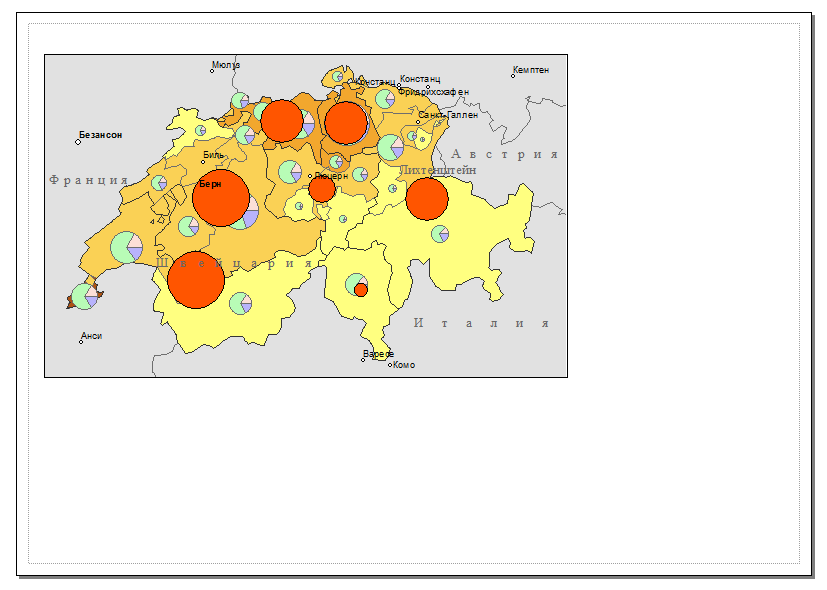 Мюлуз
Констанц
Констанц
Кемптен
Фридрихсхафен
Санкт-Галлен
Безансон
Биль
Австрия
Лихтенштейн
Франция
Люцерн
Берн
Швейцария
Италия
Анси
Варезе
Комо